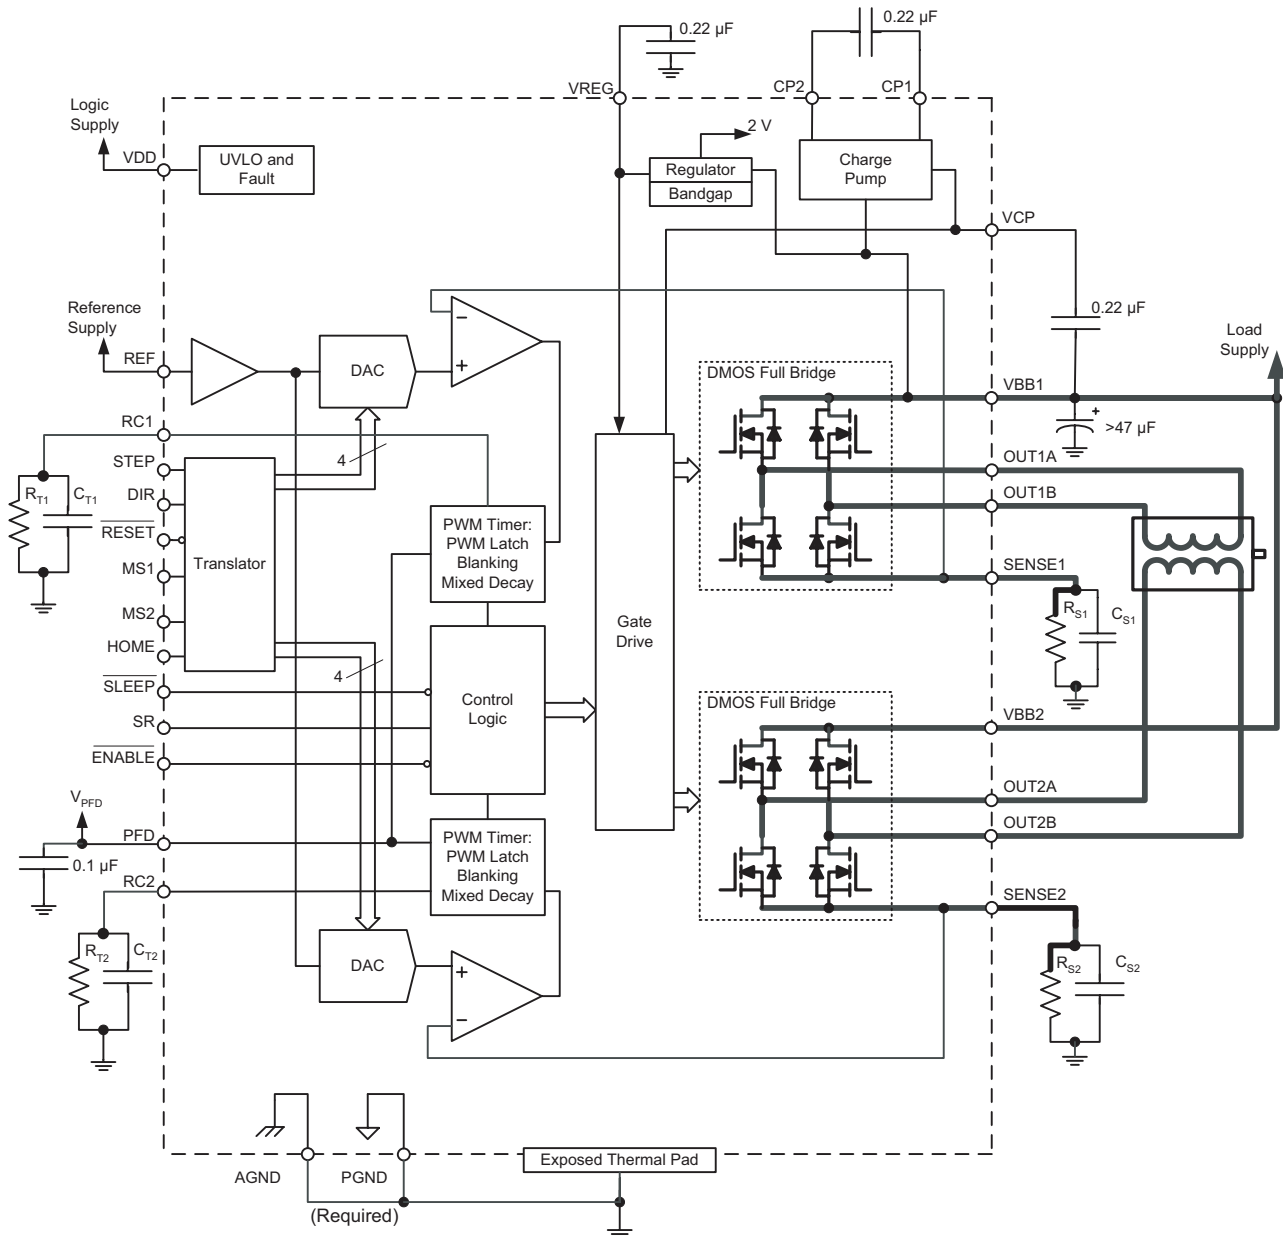 0.22 µF
0.22 µF
VREG
CP2
CP1
Logic
Supply
VDD
UVLO and
Fault
2 V
Regulator
Bandgap
Charge
Pump
VCP
Reference
Supply
REF
DAC
−
+
0.22 µF
Load
Supply
DMOS Full Bridge
VBB1
+
>47 µF
RC1
4
STEP
OUT1A
RT1
CT1
DIR
OUT1B
RESET
PWM Timer:
PWM Latch
Blanking
Mixed Decay
Translator
MS1
SENSE1
MS2
RS1
CS1
HOME
Gate
Drive
4
SLEEP
Control
Logic
SR
DMOS Full Bridge
VBB2
ENABLE
VPFD
OUT2A
PFD
0.1 µF
PWM Timer:
PWM Latch
Blanking
Mixed Decay
OUT2B
RC2
SENSE2
RT2
CT2
DAC
+
−
RS2
CS2
AGND
PGND
Exposed Thermal Pad
(Required)